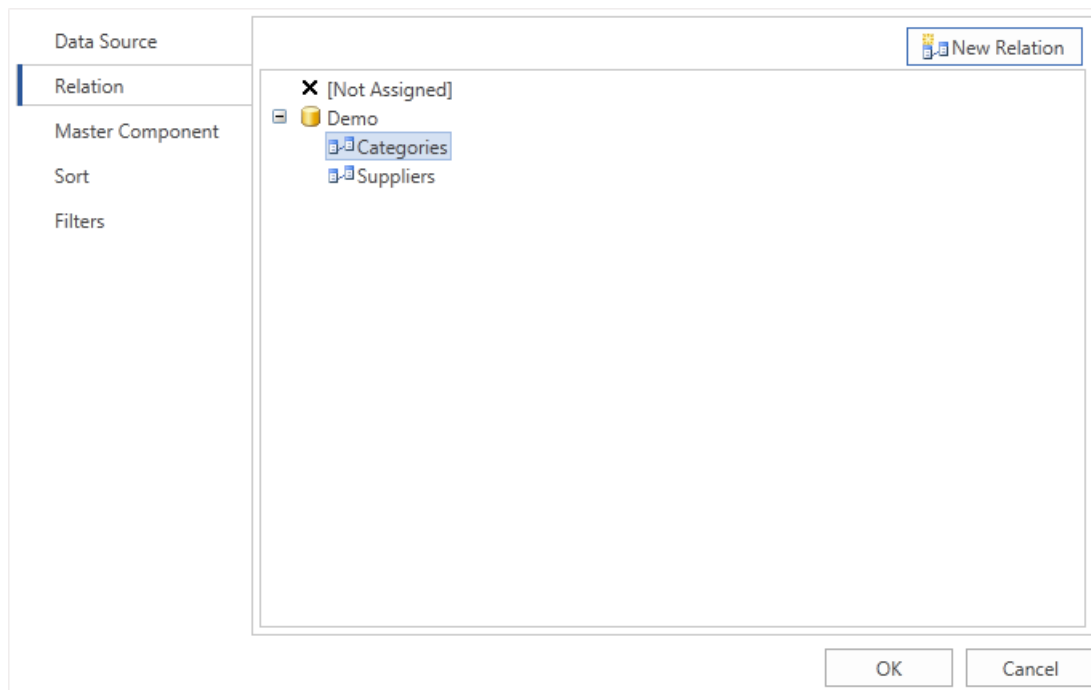 Data Source
Relation
Master Component
Sort
Filters
New Relation
[Not Assigned]
Demo
Categories
Suppliers
OK
Cancel